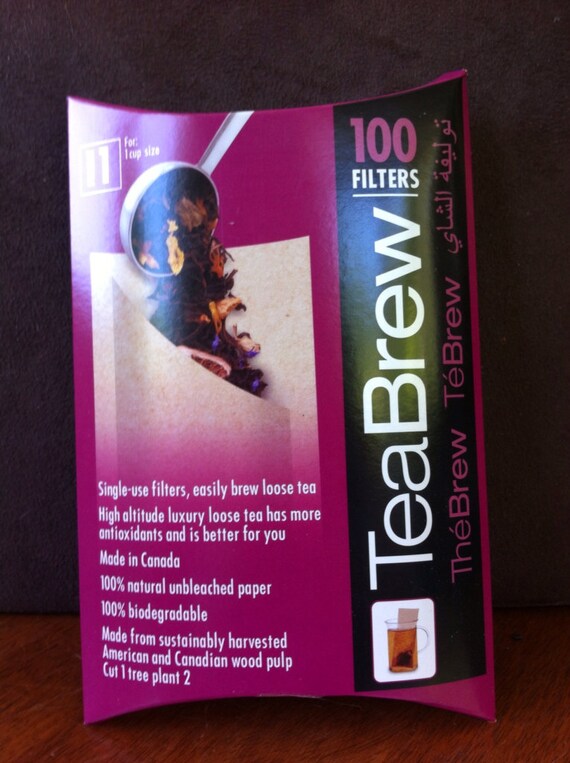 11
For:
1 cup size
100
FILTERS
TeaBrew
ThéBrew TéBrew توليفة الشاي
Single-use filters, easily brew loose tea
High altitude luxury loose tea has more
antioxidants and is better for you
Made in Canada
100% natural unbleached paper
100% biodegradable
Made from sustainably harvested
American and Canadian wood pulp
Cut 1 tree plant 2